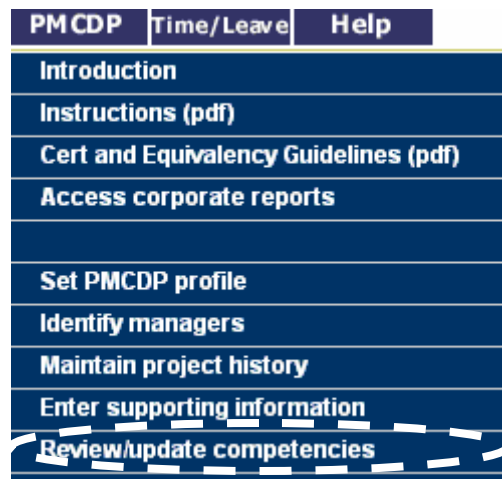 PMCDP Time/Leave Help
Introduction
Instructions (pdf)
Cert and Equivalency Guidelines (pdf)
Access corporate reports
Set PMCDP profile
Identify managers
Maintain project history
Enter supporting information
Review/update competencies